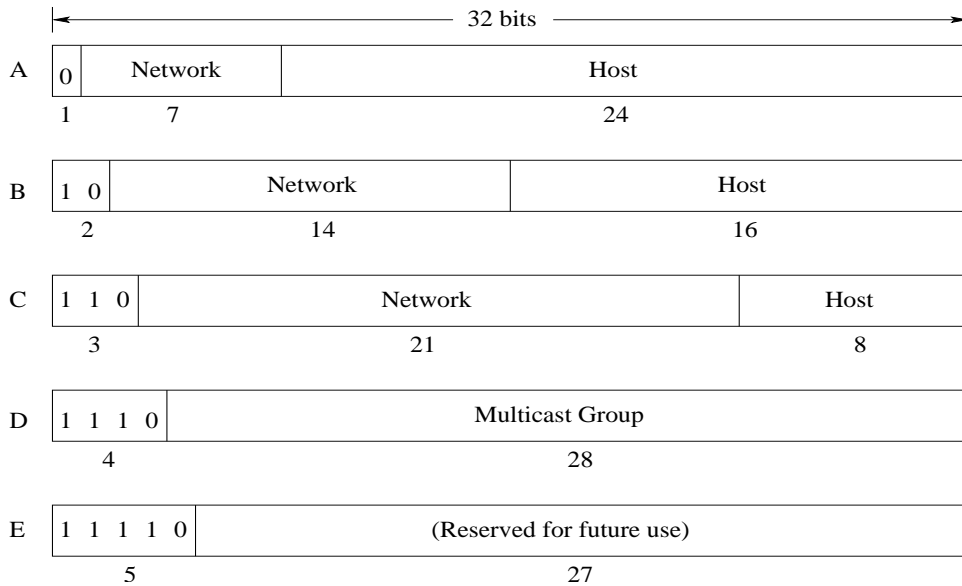 32 bits
A 0 Network Host
1 7 24
B 1 0 Network Host
2 14 16
C 1 1 0 Network Host
3 21 8
D 1 1 1 0 Multicast Group
4 28
E 1 1 1 1 0 (Reserved for future use)
5 27